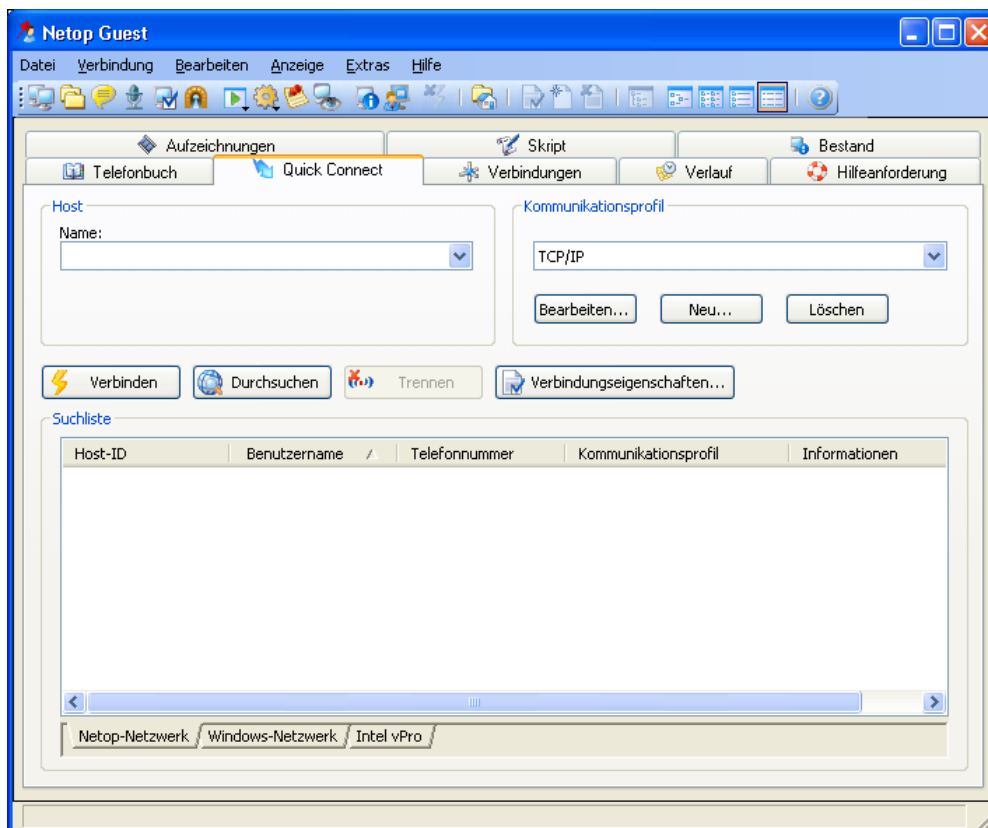 Netop Guest
Datei Verbindung Bearbeiten Anzeige Extras Hilfe
Aufzeichnungen Skript Bestand
Telefonbuch Quick Connect Verbindungen Verlauf Hilfeanforderung
Host Kommunikationsprofil
Name:
TCP/IP
Bearbeiten... Neu... Löschen
Verbinden Durchsuchen Trennen Verbindungseigenschaften...
Suchliste
Host-ID Benutzername Telefonnummer Kommunikationsprofil Informationen
Netop-Netzwerk Windows-Netzwerk Intel vPro